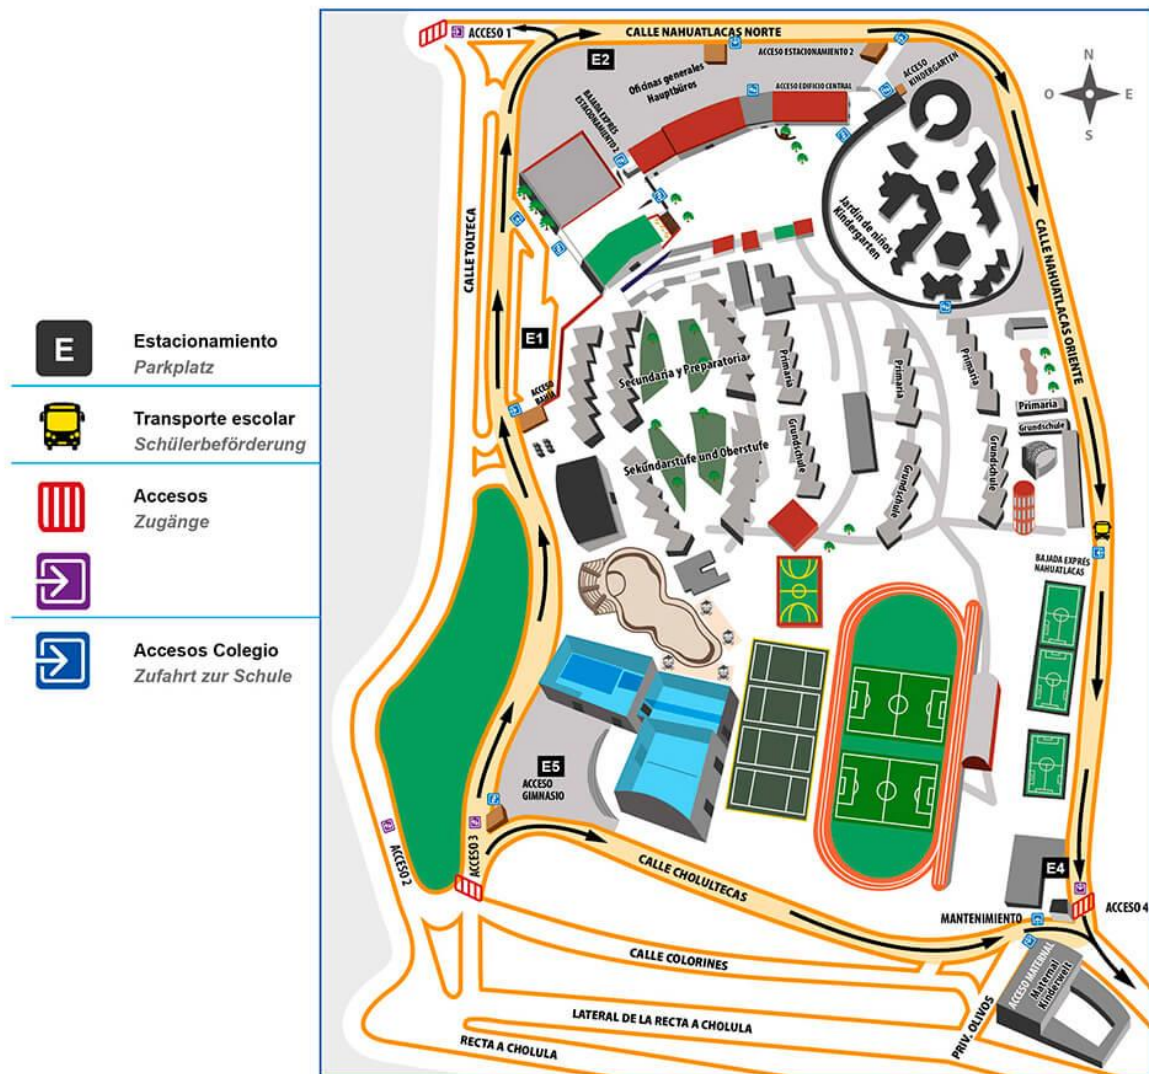 E
Estacionamiento
Parkplatz
Transporte escolar
Schülerbeförderung
Accesos
Zugänge
Accesos Colegio
Zufahrt zur Schule
ACCESO 1
CALLE NAHUATLACAS NORTE
E2
ACCESO ESTACIONAMIENTO 2
Oficinas generales
Hauptbüros
ACCESO EDIFICIO CENTRAL
ACCESO
KINDERGARTEN
N
O
E
S
BAJADA EXPRÉS
ESTACIONAMIENTO 2
CALLE TOLTECA
Jardín de niños
Kindergarten
CALLE NAHUATLACAS ORIENTE
E1
ACCESO
BAHÍA
Secundaria y Preparatoria
Primaria
Primaria
Primaria
Primaria
Grundschule
Sekundarstufe und Oberstufe
Grundschule
Grundschule
Grundschule
BAJADA EXPRÉS
NAHUATLACAS
E5
ACCESO
GIMNASIO
ACCESO 2
ACCESO 3
CALLE CHOLULTECAS
E4
MANTENIMIENTO
ACCESO 4
ACCESO MATERNAL
Maternal
Kinderwelt
CALLE COLORINES
LATERAL DE LA RECTA A CHOLULA
PRIV. OLIVOS
RECTA A CHOLULA